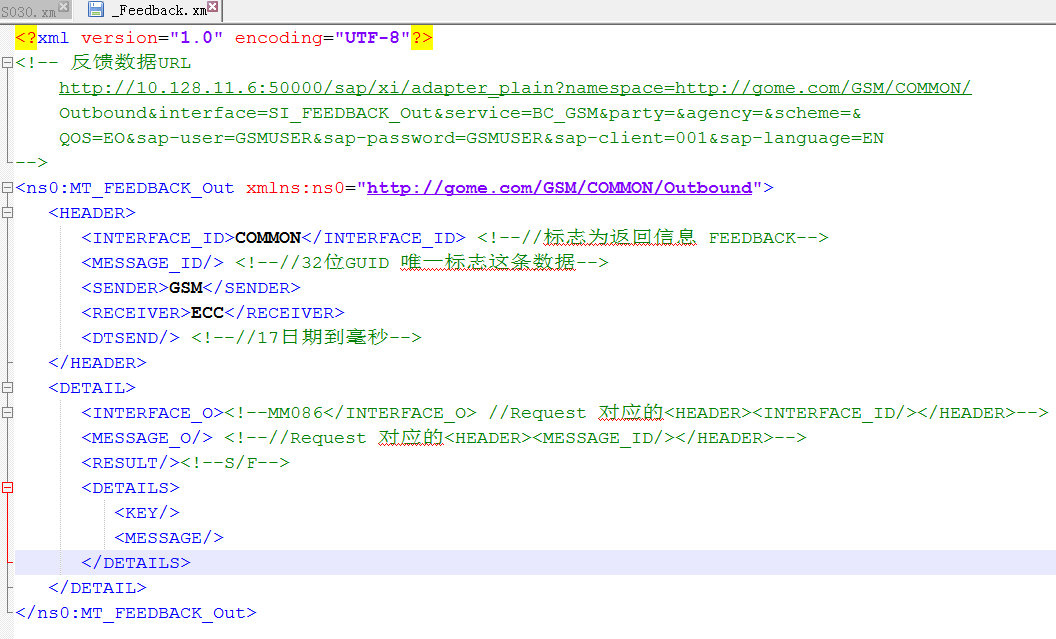 S030.xm _Feedback.xm
<?xml version="1.0" encoding="UTF-8"?>
<!-- 反馈数据URL
http://10.128.11.6:50000/sap/xi/adapter_plain?namespace=http://gome.com/GSM/COMMON/
Outbound&interface=SI_FEEDBACK_Out&service=BC_GSM&party=&agency=&scheme=&
QOS=EO&sap-user=GSMUSER&sap-password=GSMUSER&sap-client=001&sap-language=EN
-->
<ns0:MT_FEEDBACK_Out xmlns:ns0="http://gome.com/GSM/COMMON/Outbound">
<HEADER>
<INTERFACE_ID>COMMON</INTERFACE_ID> <!--//标志为返回信息 FEEDBACK-->
<MESSAGE_ID/> <!--//32位GUID 唯一标志这条数据-->
<SENDER>GSM</SENDER>
<RECEIVER>ECC</RECEIVER>
<DTSEND/> <!--//17日期到毫秒-->
</HEADER>
<DETAIL>
<INTERFACE_O><!--MM086</INTERFACE_O> //Request 对应的<HEADER><INTERFACE_ID/></HEADER>-->
<MESSAGE_O/> <!--//Request 对应的<HEADER><MESSAGE_ID/></HEADER>-->
<RESULT/><!--S/F-->
<DETAILS>
<KEY/>
<MESSAGE/>
</DETAILS>
</DETAIL>
</ns0:MT_FEEDBACK_Out>